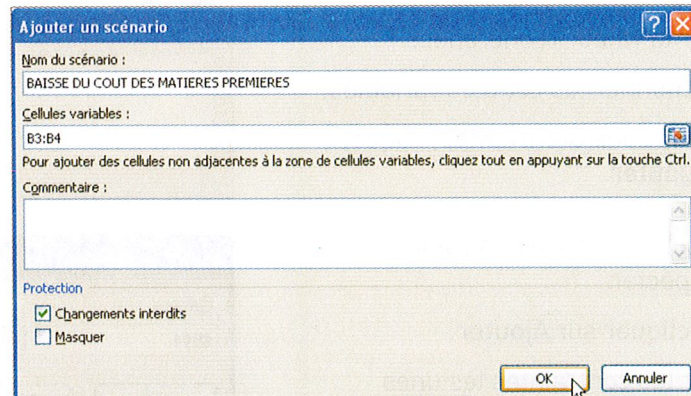 Ajouter un scénario
Nom du scénario :
BAISSE DU COUT DES MATIERES PREMIERES
Cellules variables :
B3:B4
Pour ajouter des cellules non adjacentes à la zone de cellules variables, cliquez tout en appuyant sur la touche Ctrl.
Commentaire :
Protection
Changements interdits
Masquer
OK Annuler